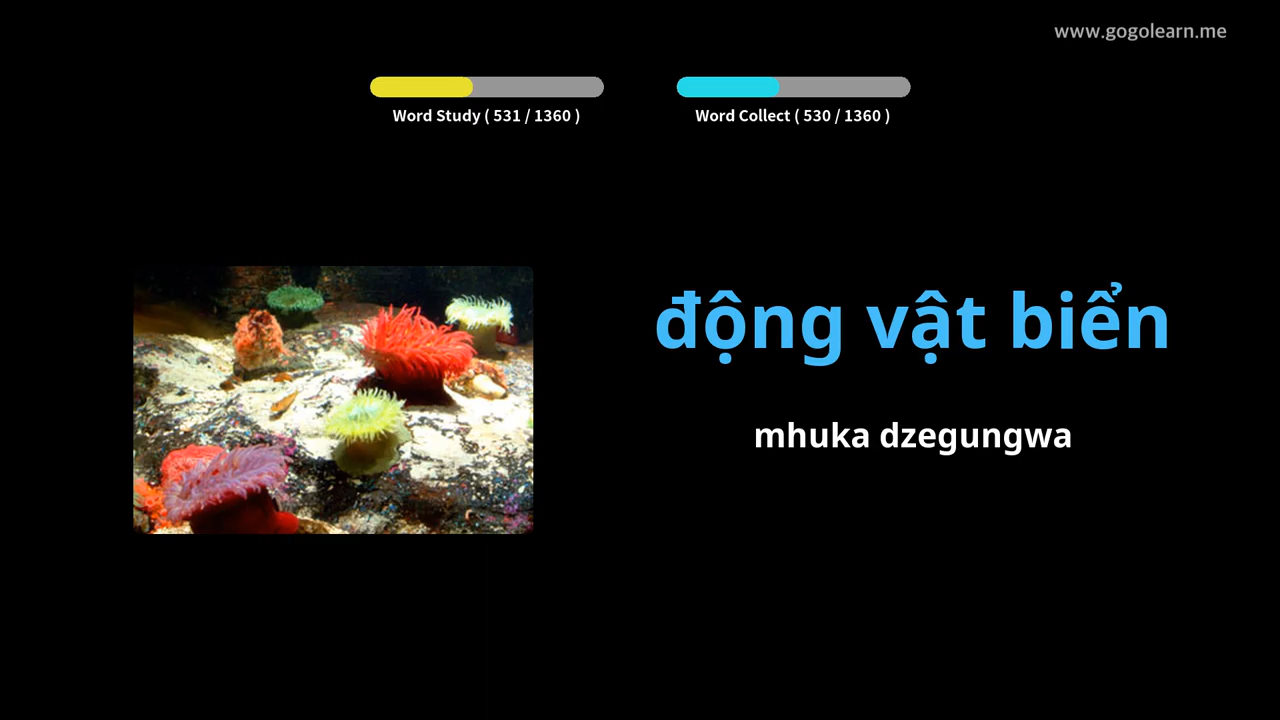 www.gogolearn.me
Word Study ( 531 / 1360 )
Word Collect ( 530 / 1360 )
động vật biển
mhuka dzegungwa